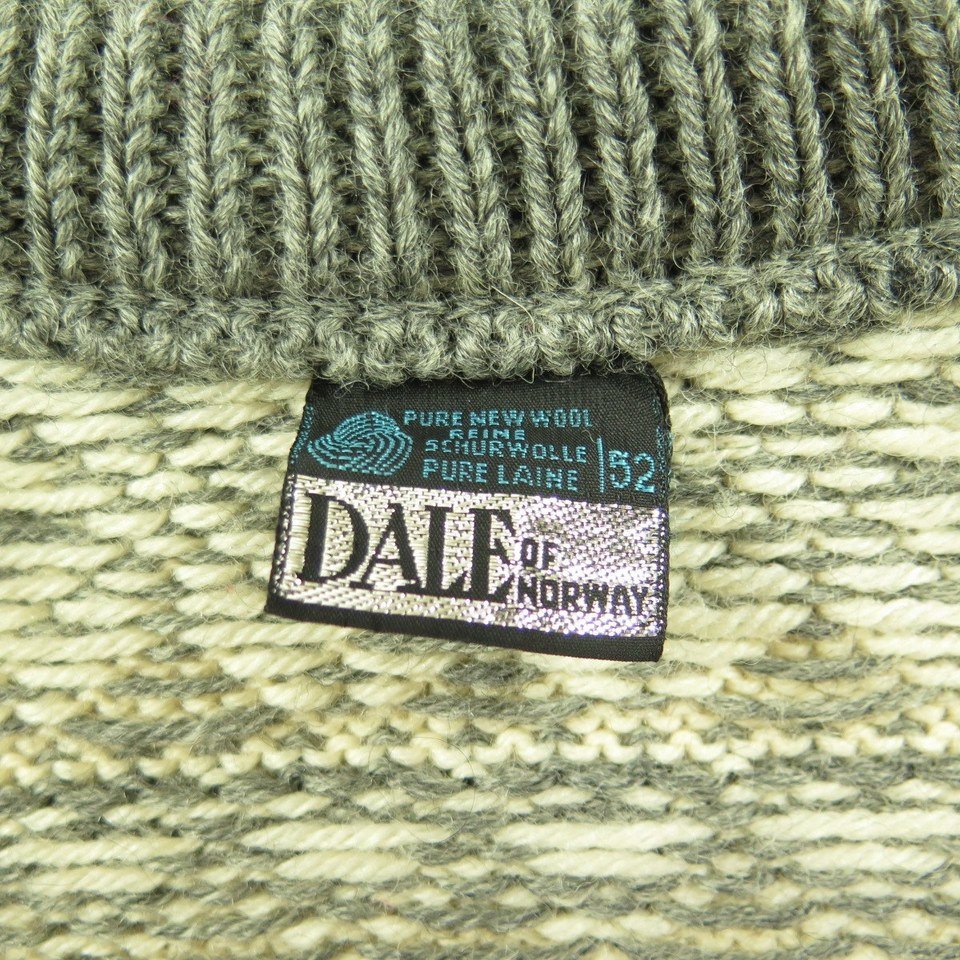 PURE NEW WOOL
REINE
SCHURWOLLE
PURE LAINE
52
DALE
OF
NORWAY